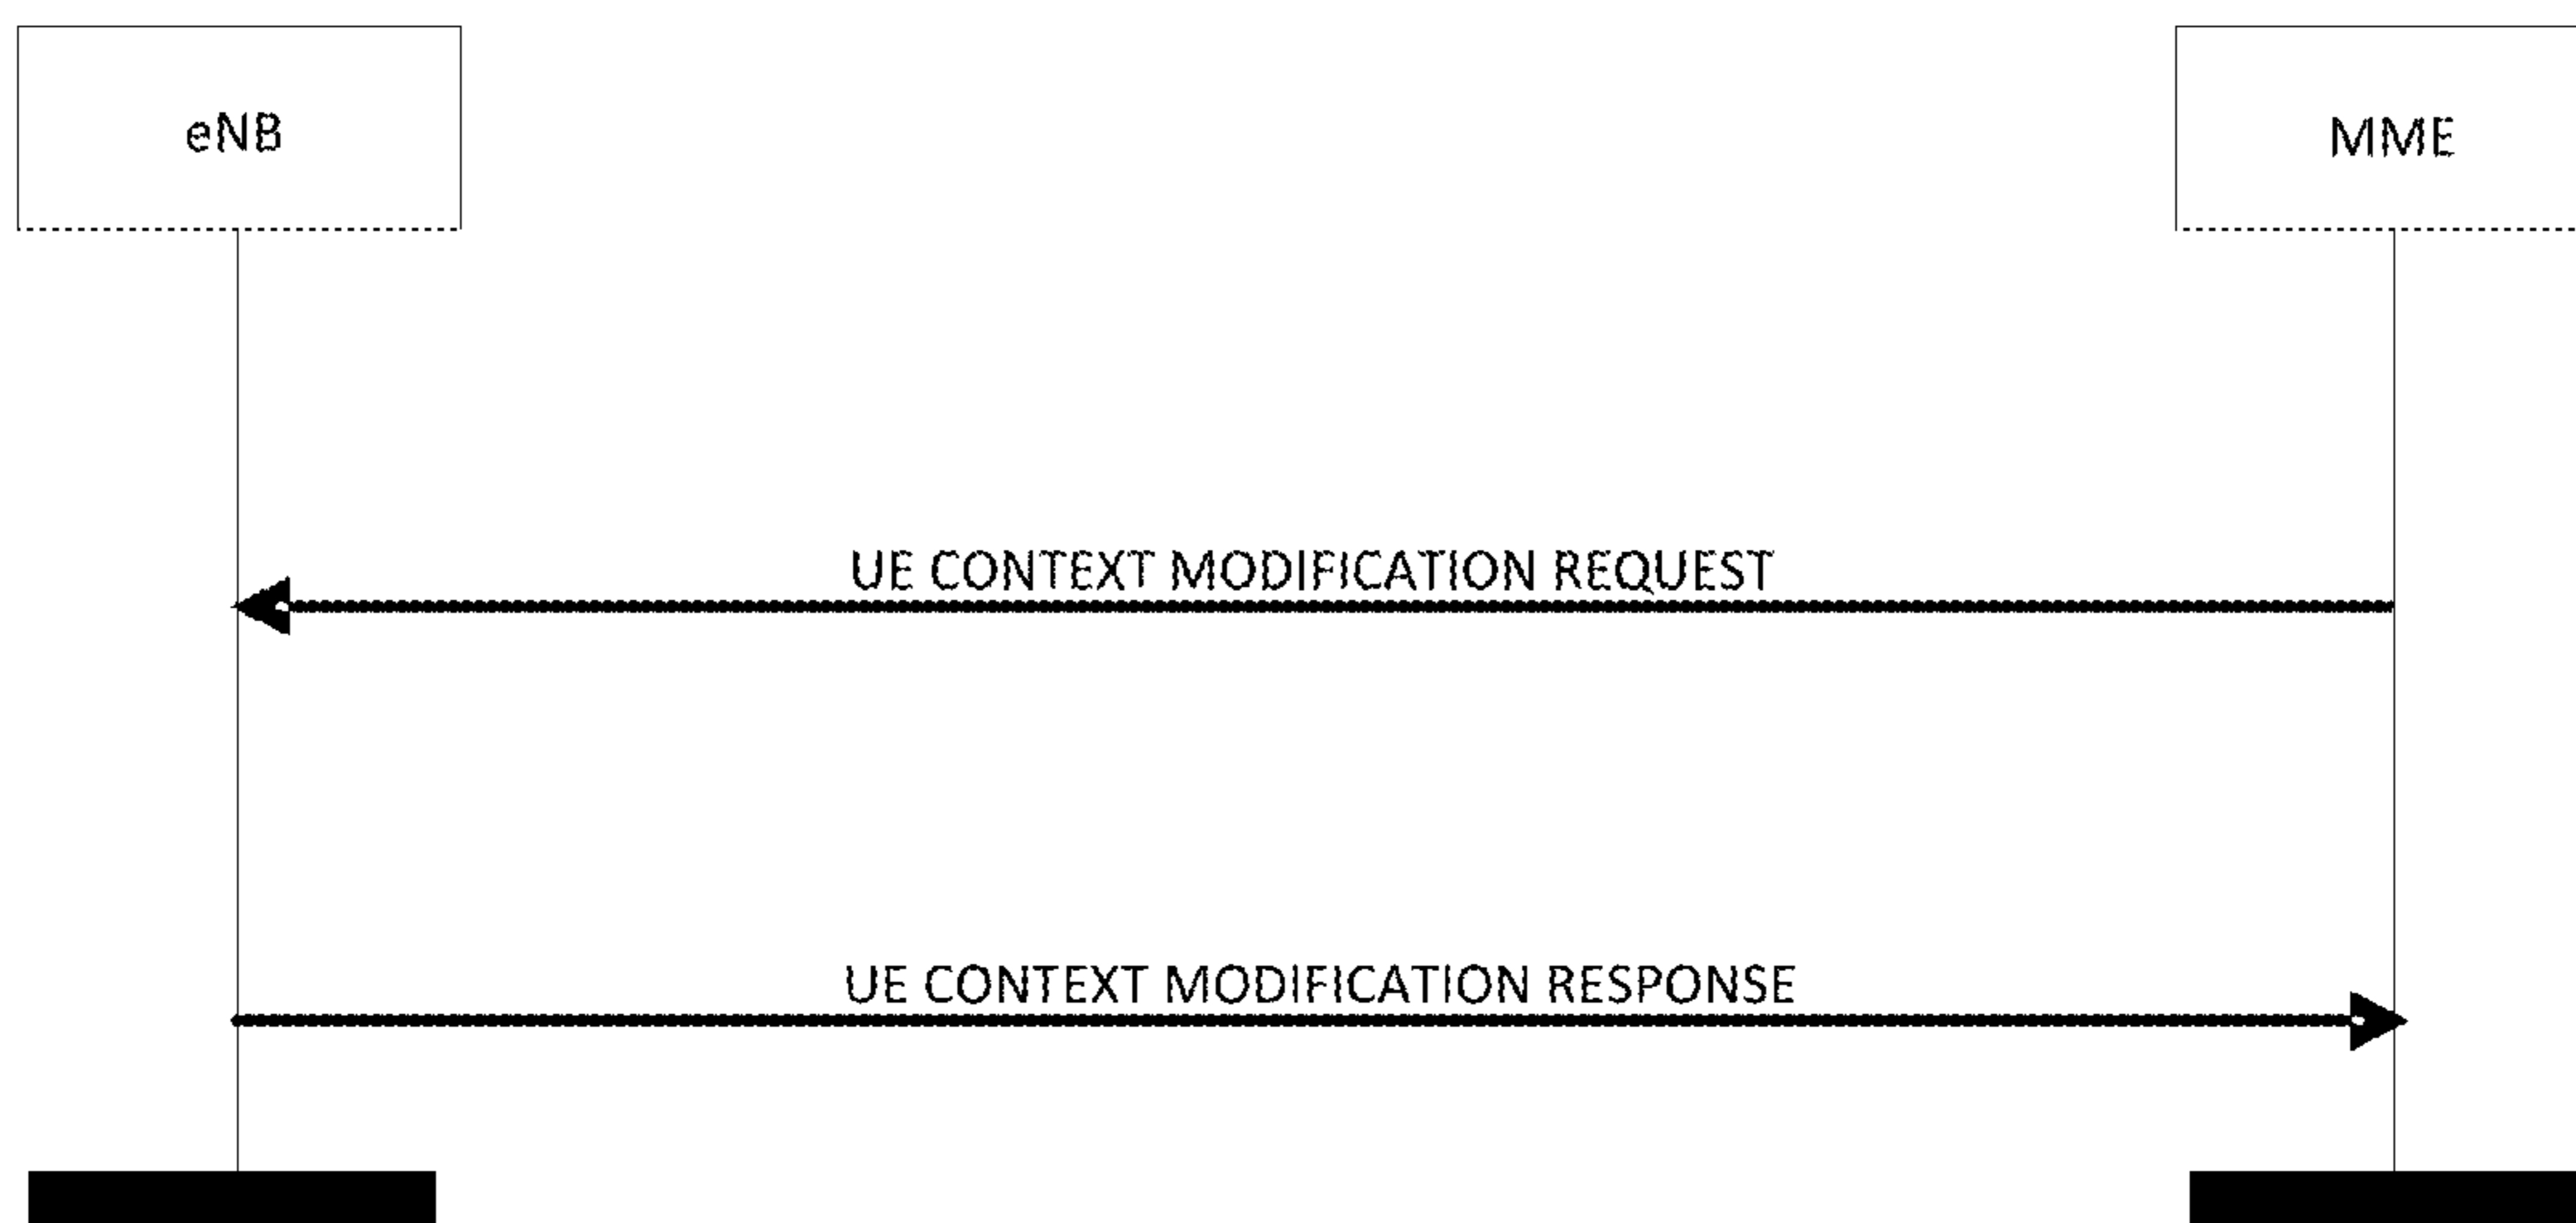 eNB
MME
UE CONTEXT MODIFICATION REQUEST
UE CONTEXT MODIFICATION RESPONSE